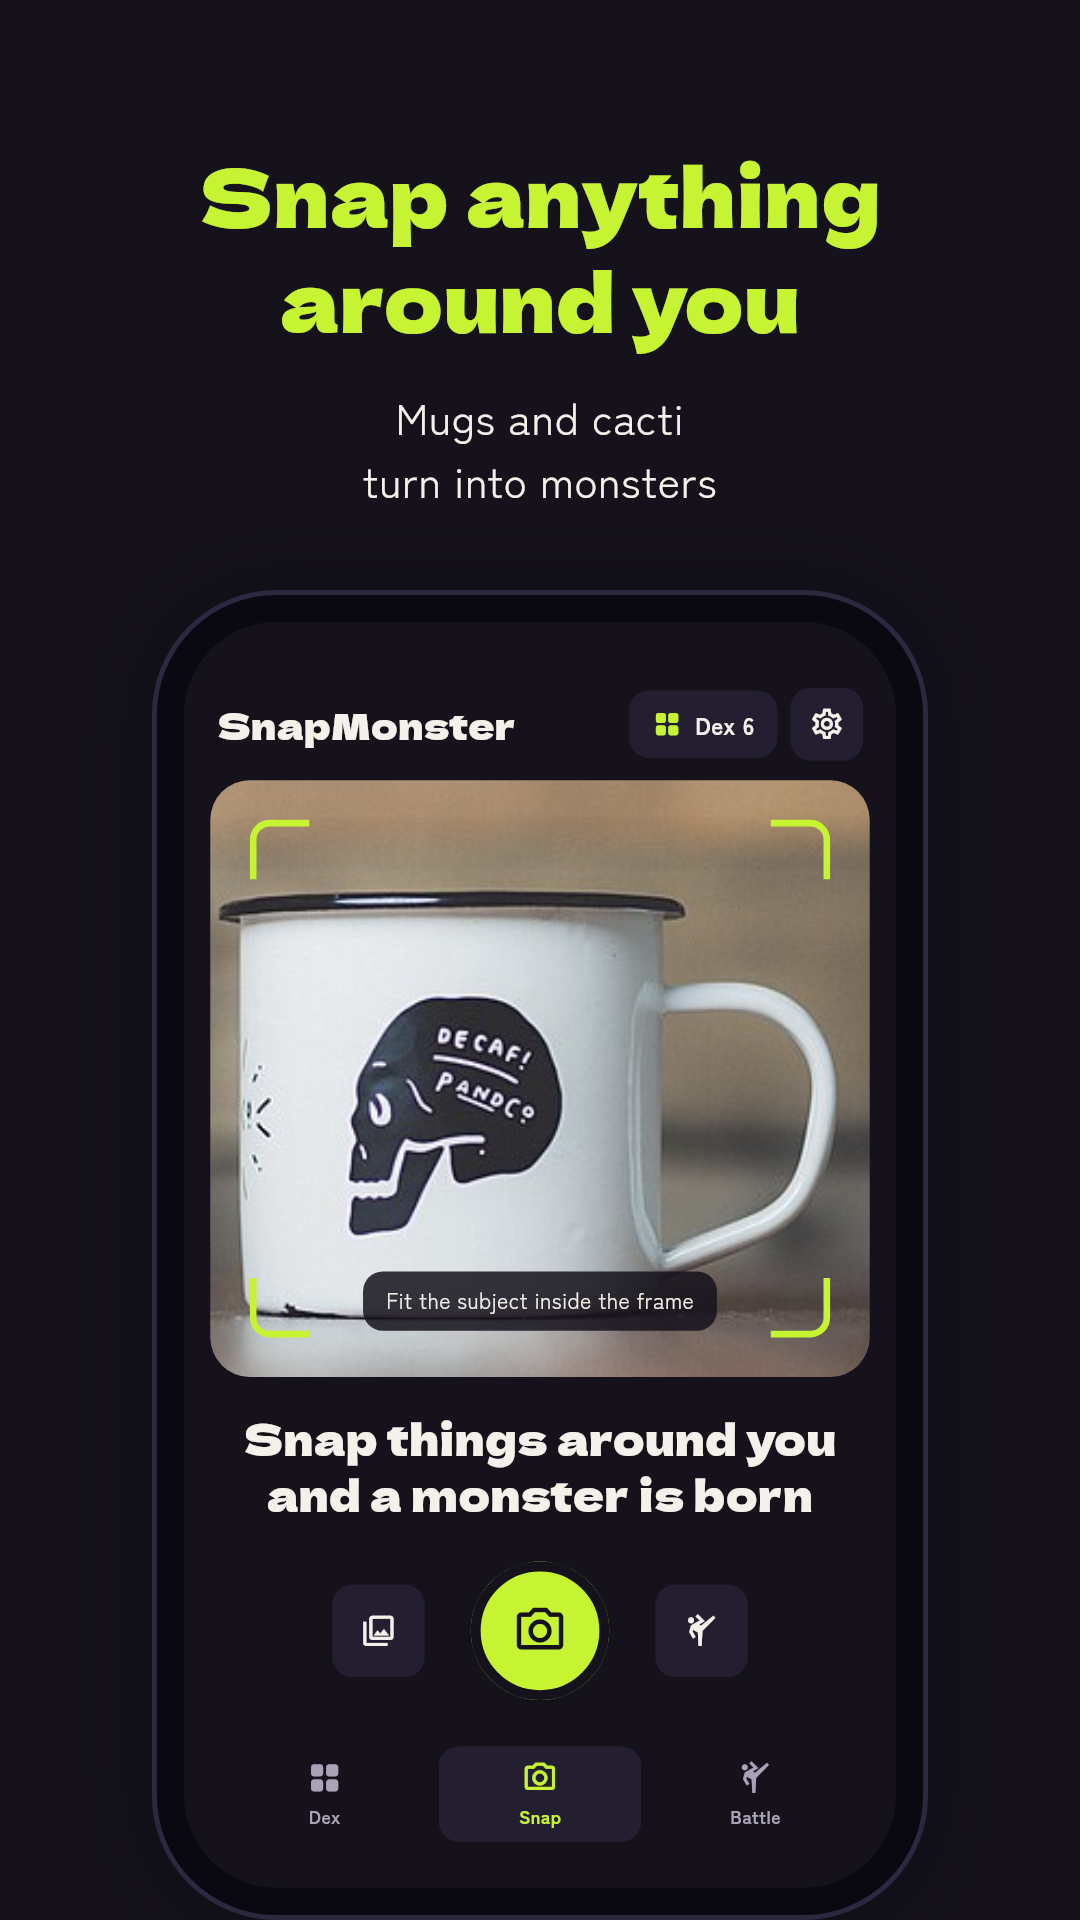 Snap anything
around you
Mugs and cacti
turn into monsters
SnapMonster
Dex 6
DECAF!
PANDCO
Fit the subject inside the frame
Snap things around you
and a monster is born
Dex
Snap
Battle